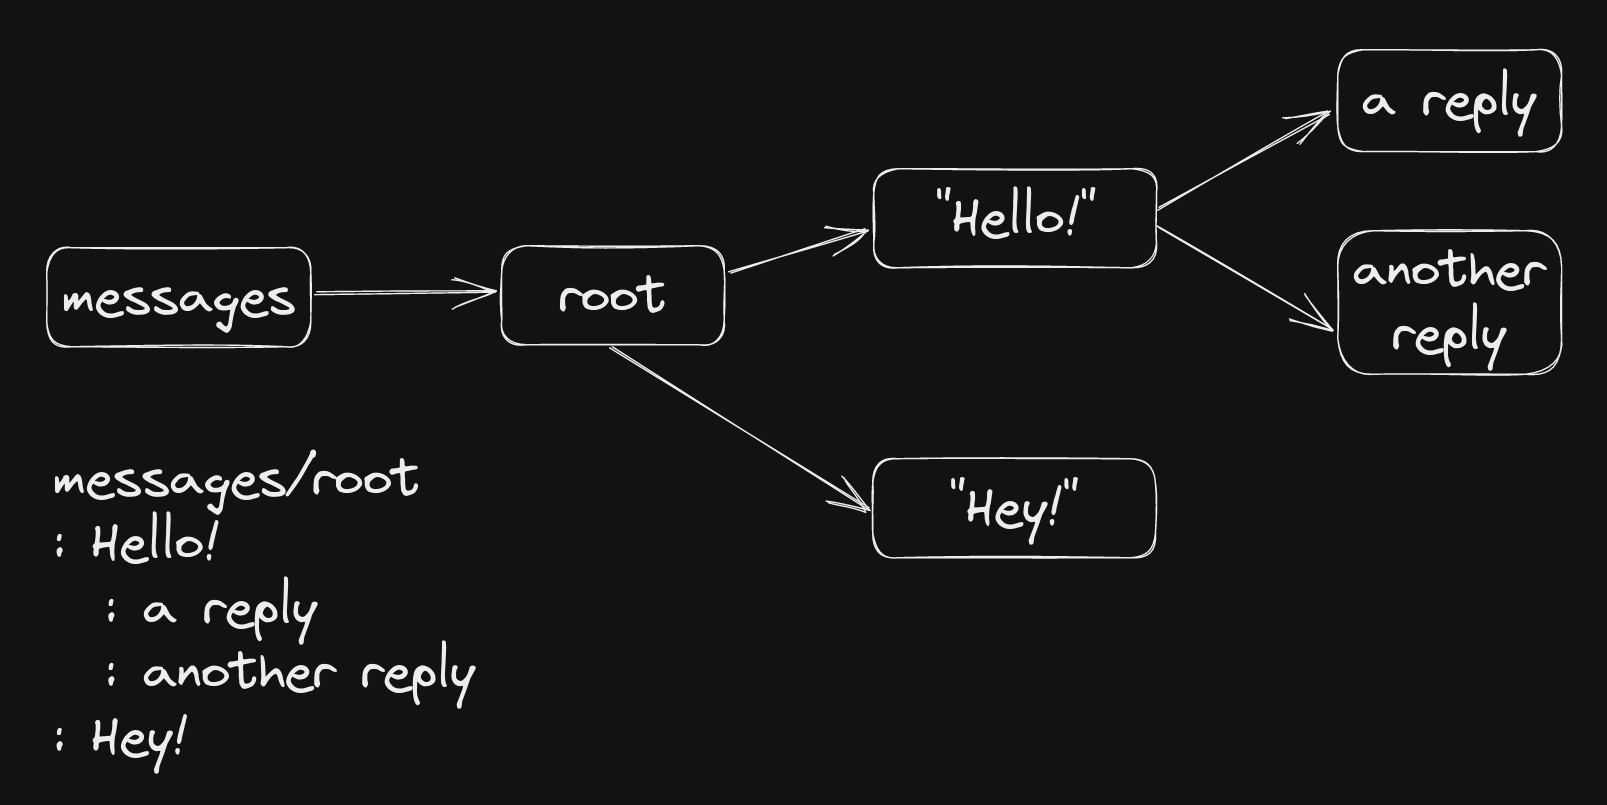 a reply
"Hello!"
another
reply
messages
root
"Hey!"
messages/root
: Hello!
: a reply
: another reply
: Hey!